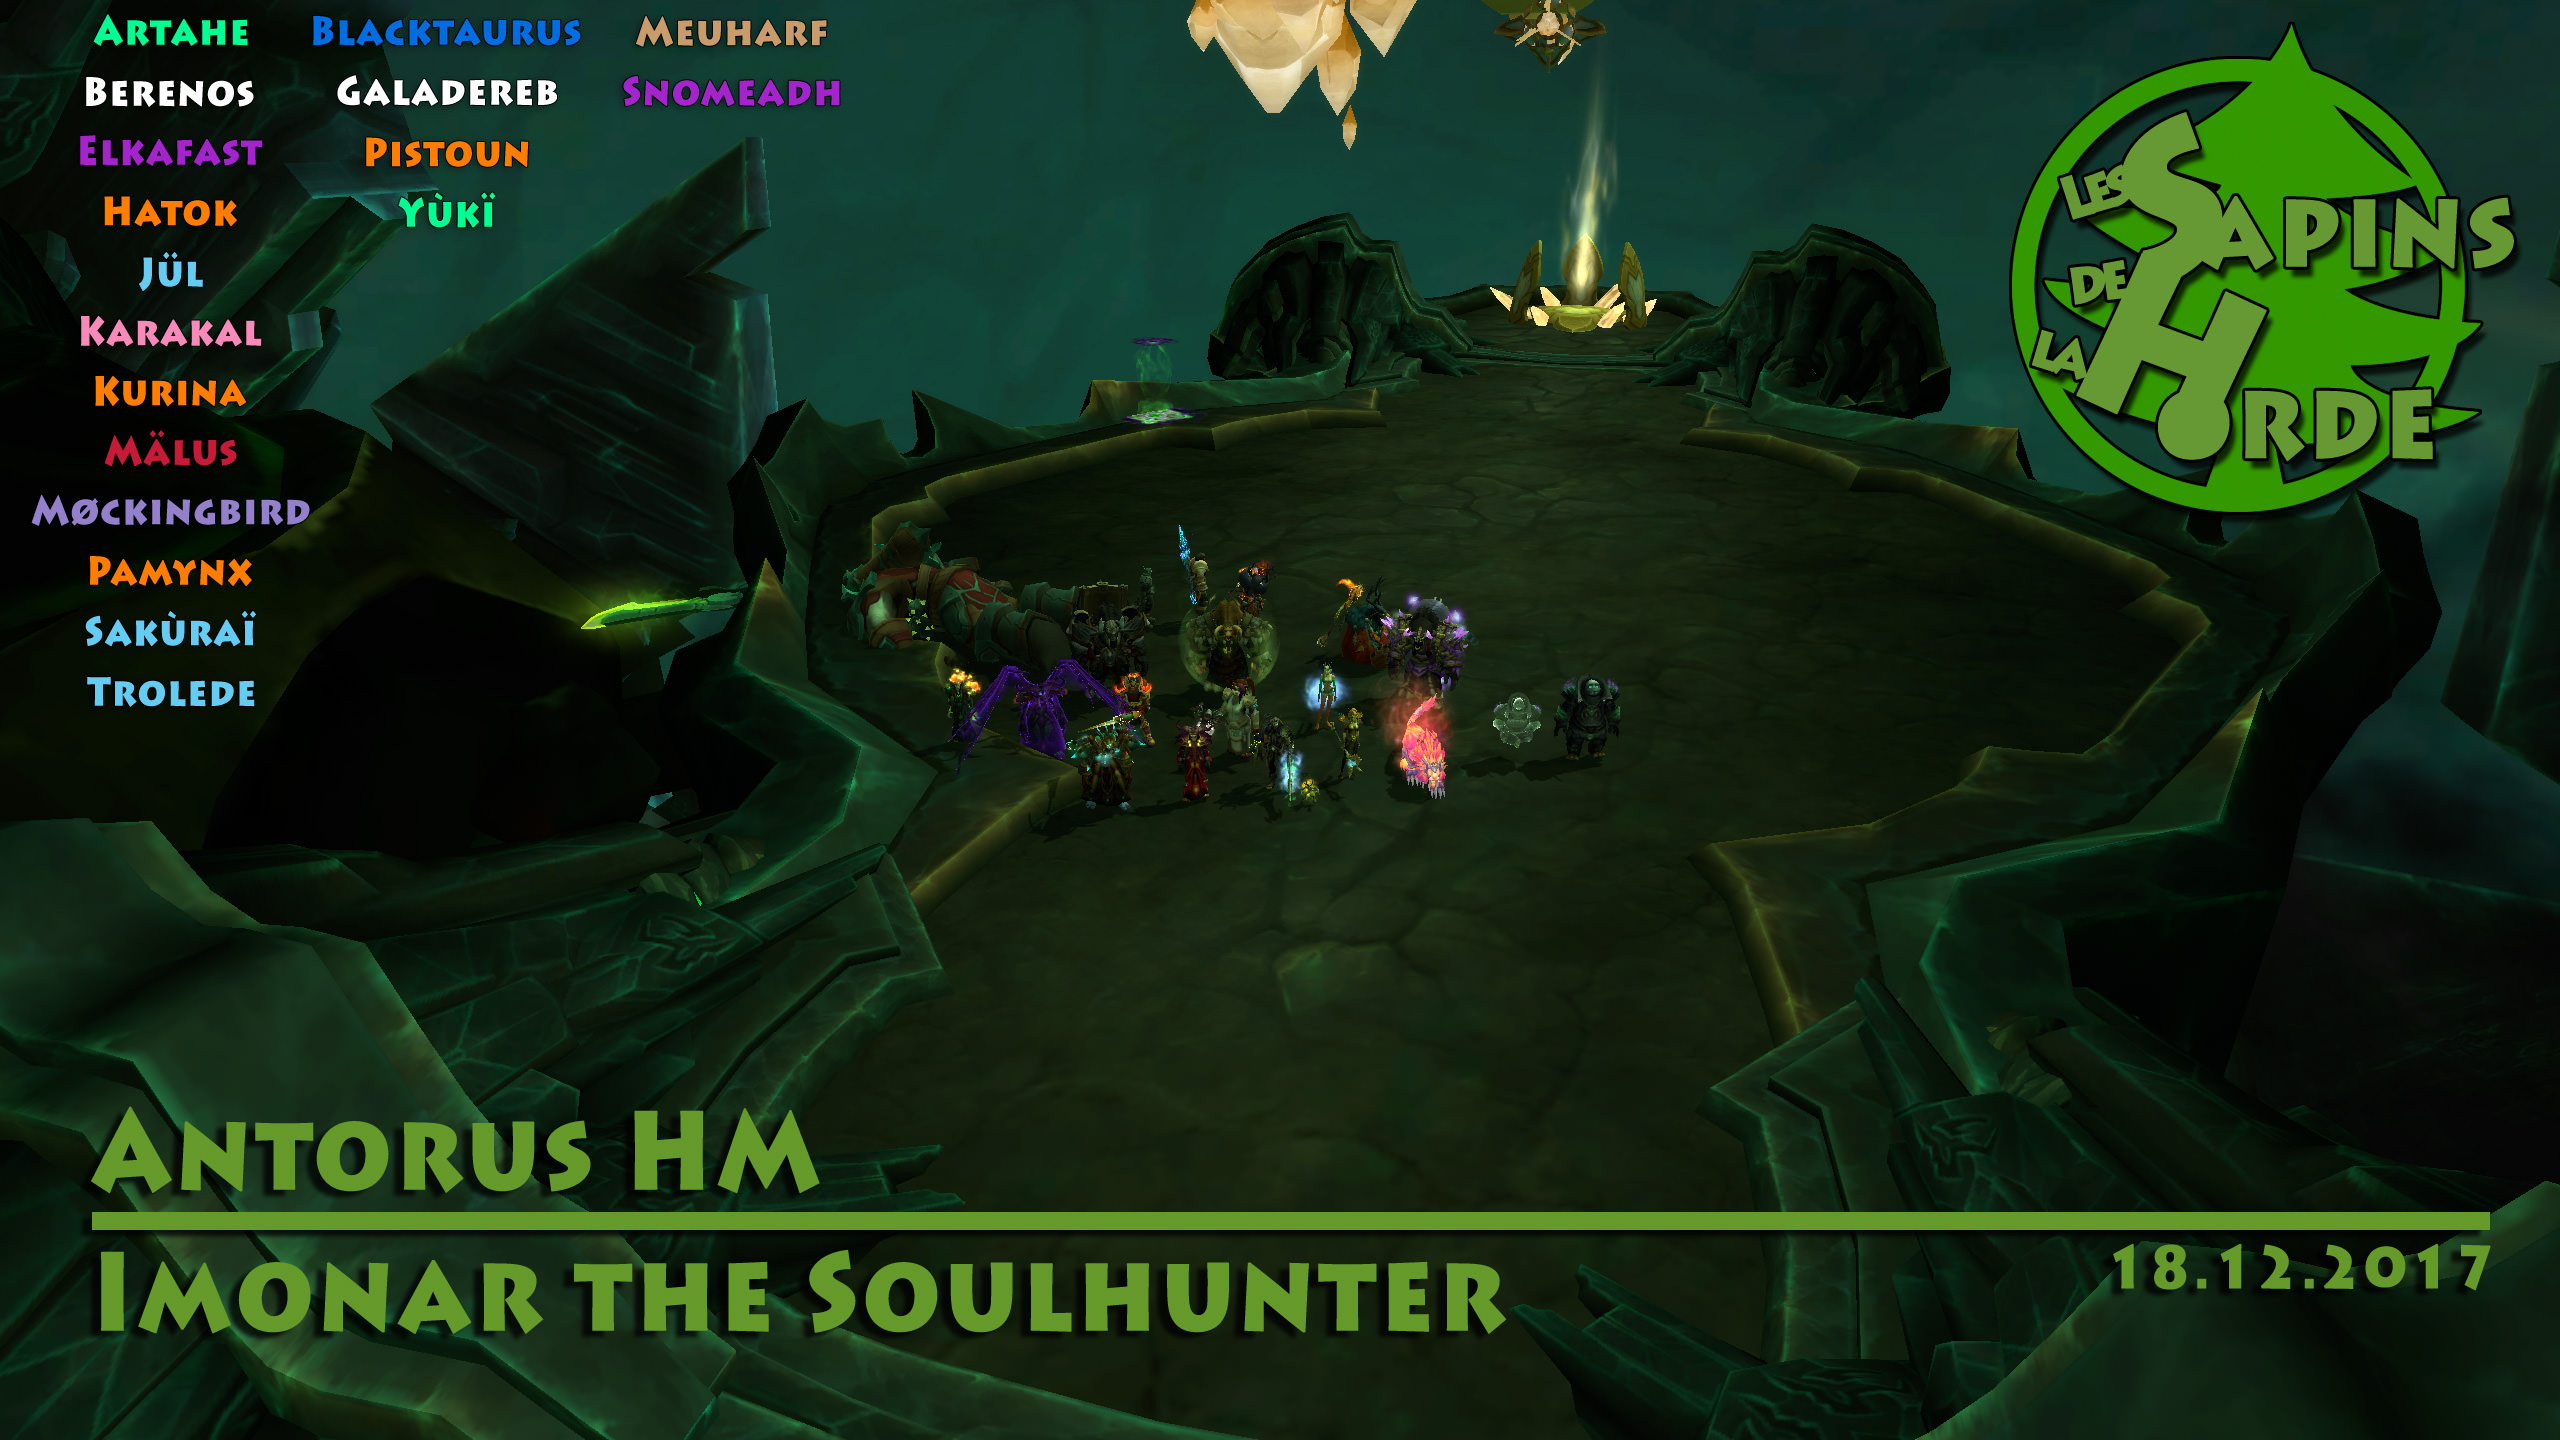 Artahe
Berenos
Elkafast
Hatok
Jül
Karakal
Kurina
Mälus
Møckingbird
Pamynx
Sakùraï
Trolede
Blacktaurus
Galadereb
Pistoun
Yùkï
Meuharf
Snomeadh
Les Sapins
de la Horde
Antorus HM
Imonar the Soulhunter
18.12.2017